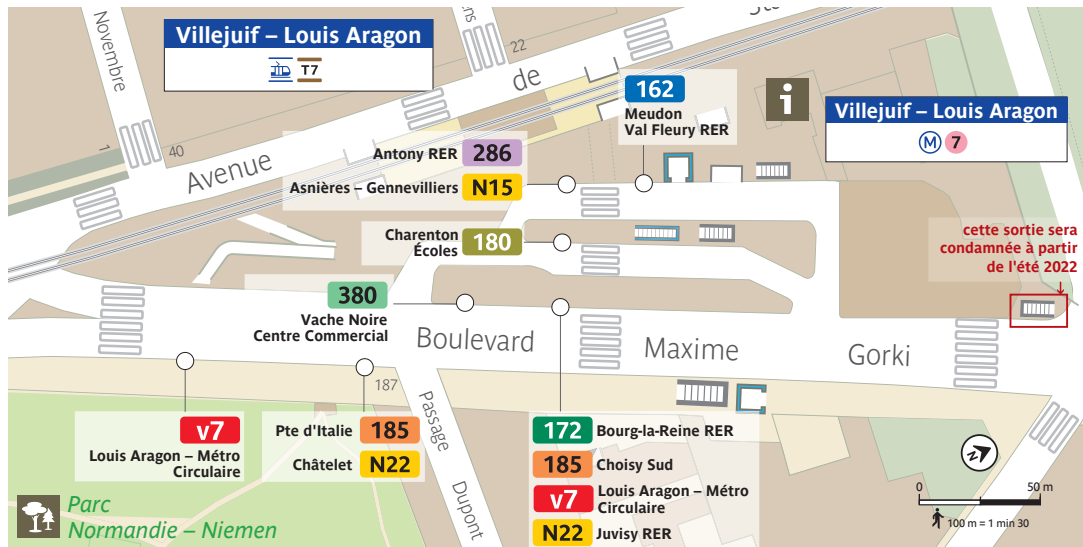 Novembre
Villejuif – Louis Aragon
T7
22
de
1
40
Avenue
162
Meudon
Val Fleury RER
i
Villejuif – Louis Aragon
M 7
Antony RER 286
Asnières – Gennevilliers N15
Charenton
Écoles
180
cette sortie sera
condamnée à partir
de l'été 2022
380
Vache Noire
Centre Commercial
Boulevard Maxime Gorki
187
Passage
Dupont
v7
Louis Aragon – Métro
Circulaire
Pte d'Italie 185
Châtelet N22
172 Bourg-la-Reine RER
185 Choisy Sud
v7 Louis Aragon – Métro
Circulaire
N22 Juvisy RER
Parc
Normandie – Niemen
N
0 50 m
100 m = 1 min 30